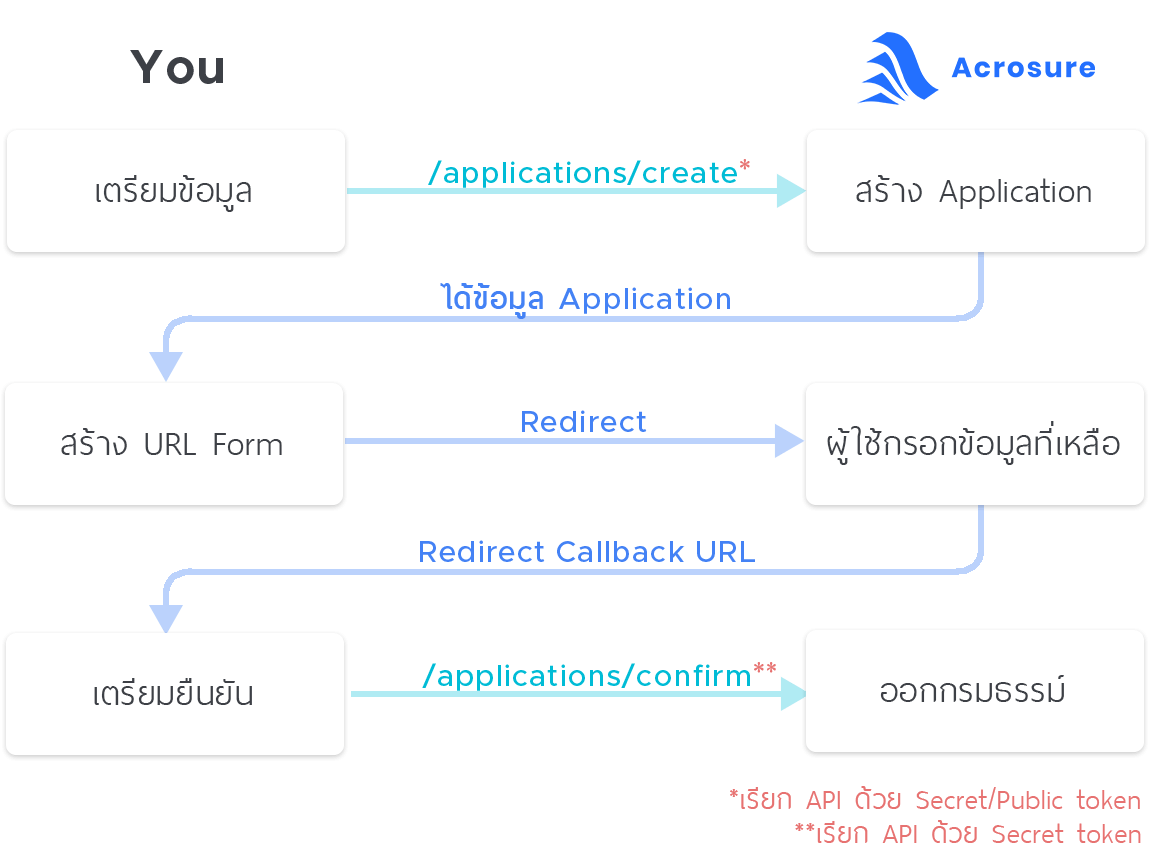 You
Acrosure
เตรียมข้อมูล
/applications/create*
สร้าง Application
ได้ข้อมูล Application
สร้าง URL Form
Redirect
ผู้ใช้กรอกข้อมูลที่เหลือ
Redirect Callback URL
เตรียมยืนยัน
/applications/confirm**
ออกกรมธรรม์
*เรียก API ด้วย Secret/Public token
**เรียก API ด้วย Secret token